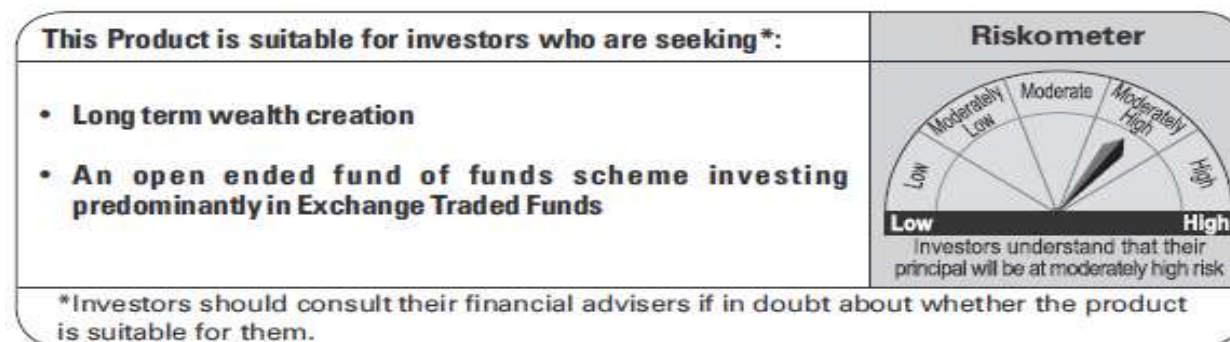 This Product is suitable for investors who are seeking*:
• Long term wealth creation
• An open ended fund of funds scheme investing
predominantly in Exchange Traded Funds
Riskometer
Low
Moderately
Low
Moderate
Moderately
High
High
Low High
Investors understand that their
principal will be at moderately high risk
*Investors should consult their financial advisers if in doubt about whether the product
is suitable for them.